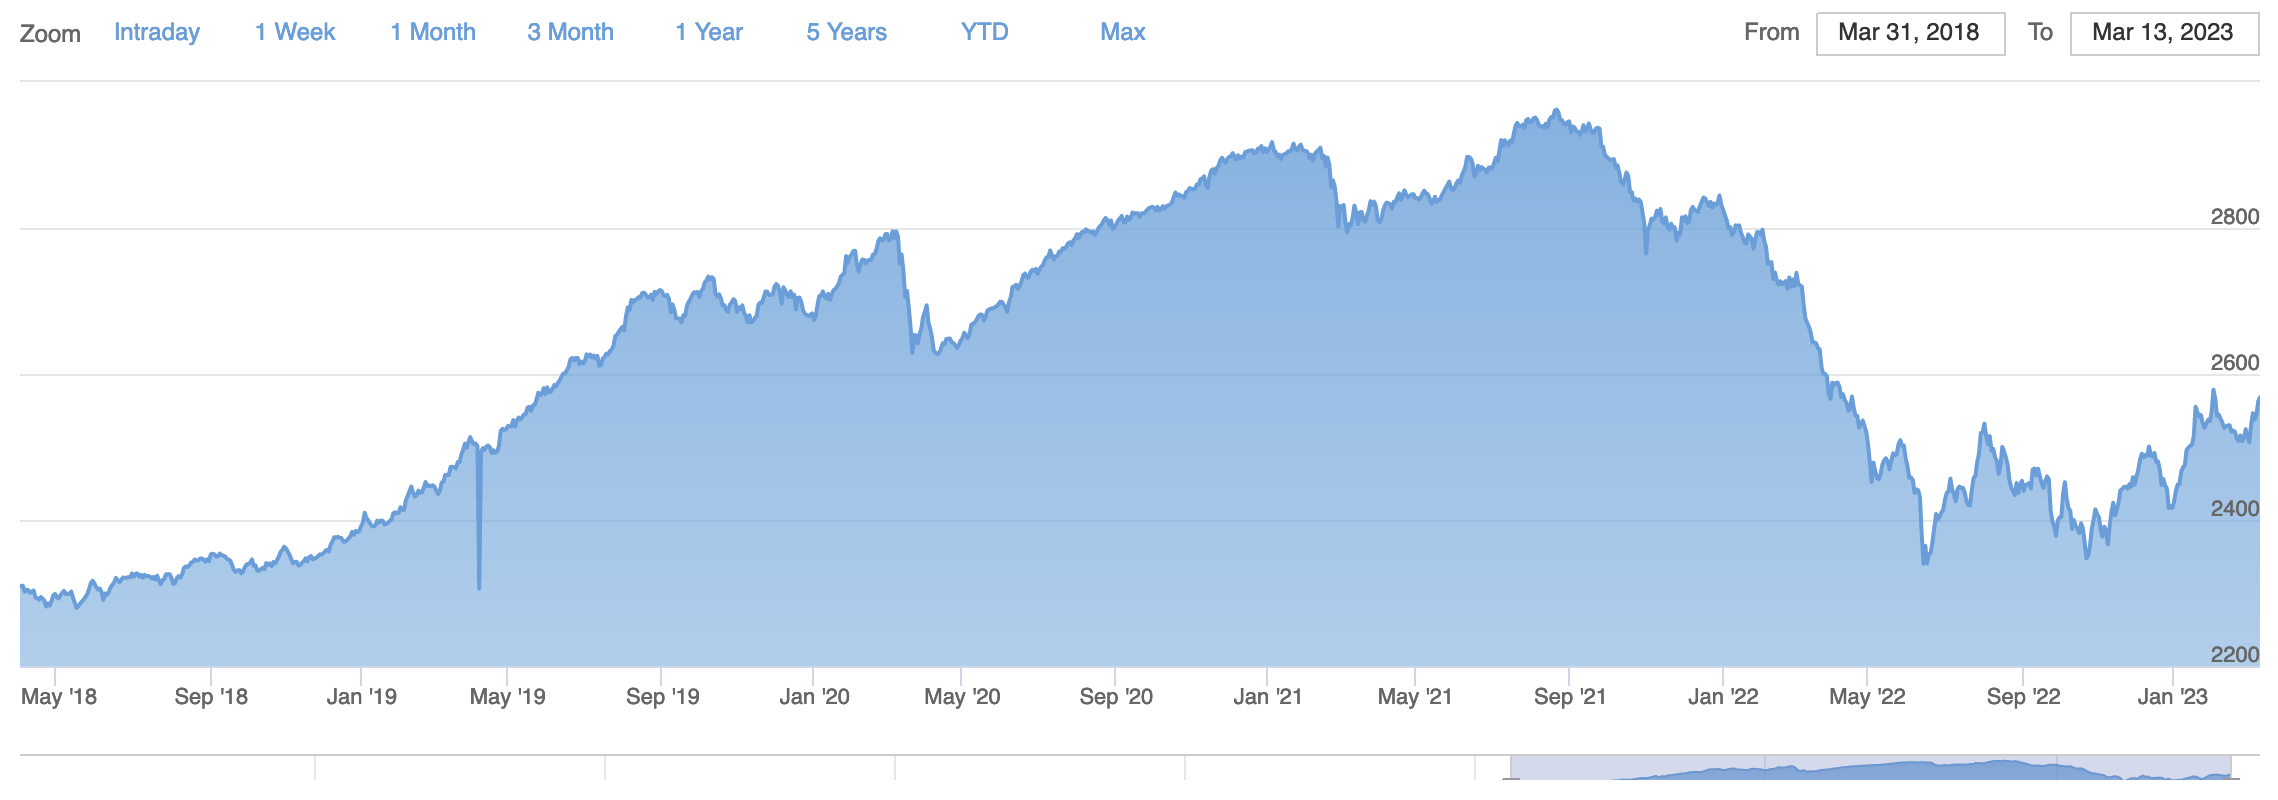 Zoom Intraday 1 Week 1 Month 3 Month 1 Year 5 Years YTD Max From Mar 31, 2018 To Mar 13, 2023
2800
2600
2400
2200
May '18 Sep '18 Jan '19 May '19 Sep '19 Jan '20 May '20 Sep '20 Jan '21 May '21 Sep '21 Jan '22 May '22 Sep '22 Jan '23